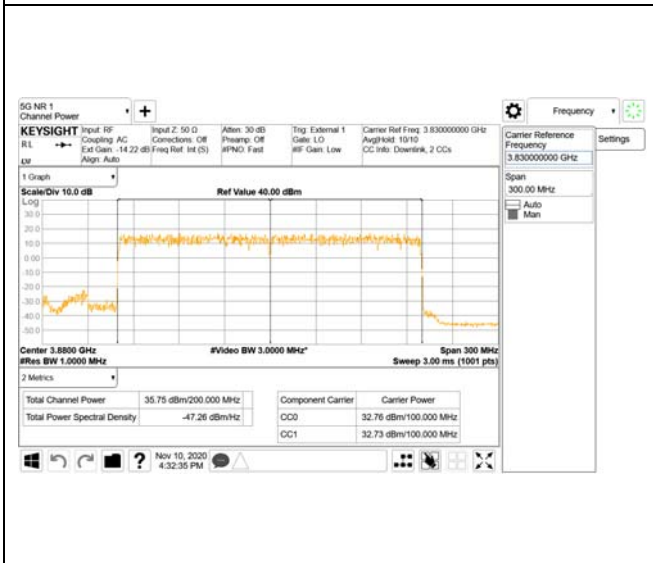 5G NR 1
Channel Power
Frequency
KEYSIGHT
RL
Input: RF
Coupling: AC
Ext Gain: -14.22 dB
Align: Auto
Input Z: 50 Ω
Corrections: Off
Freq Ref: Int (S)
Atten: 30 dB
Preamp: Off
#PNO: Fast
Trig: External 1
Gate: LO
#IF Gain: Low
Carrier Ref Freq: 3.830000000 GHz
Avg|Hold: 10/10
CC Info: Downlink, 2 CCs
Carrier Reference
Frequency
3.830000000 GHz
Settings
Span
300.00 MHz
Auto
Man
1 Graph
Scale/Div 10.0 dB
Ref Value 40.00 dBm
Log
30.0
20.0
10.0
0.00
-10.0
-20.0
-30.0
-40.0
-50.0
Center 3.8800 GHz
#Video BW 3.0000 MHz*
Span 300 MHz
#Res BW 1.0000 MHz
Sweep 3.00 ms (1001 pts)
2 Metrics
Total Channel Power 35.75 dBm/200.000 MHz
Total Power Spectral Density -47.26 dBm/Hz
Component Carrier Carrier Power
CC0 32.76 dBm/100.000 MHz
CC1 32.73 dBm/100.000 MHz
?
Nov 10, 2020
4:32:35 PM